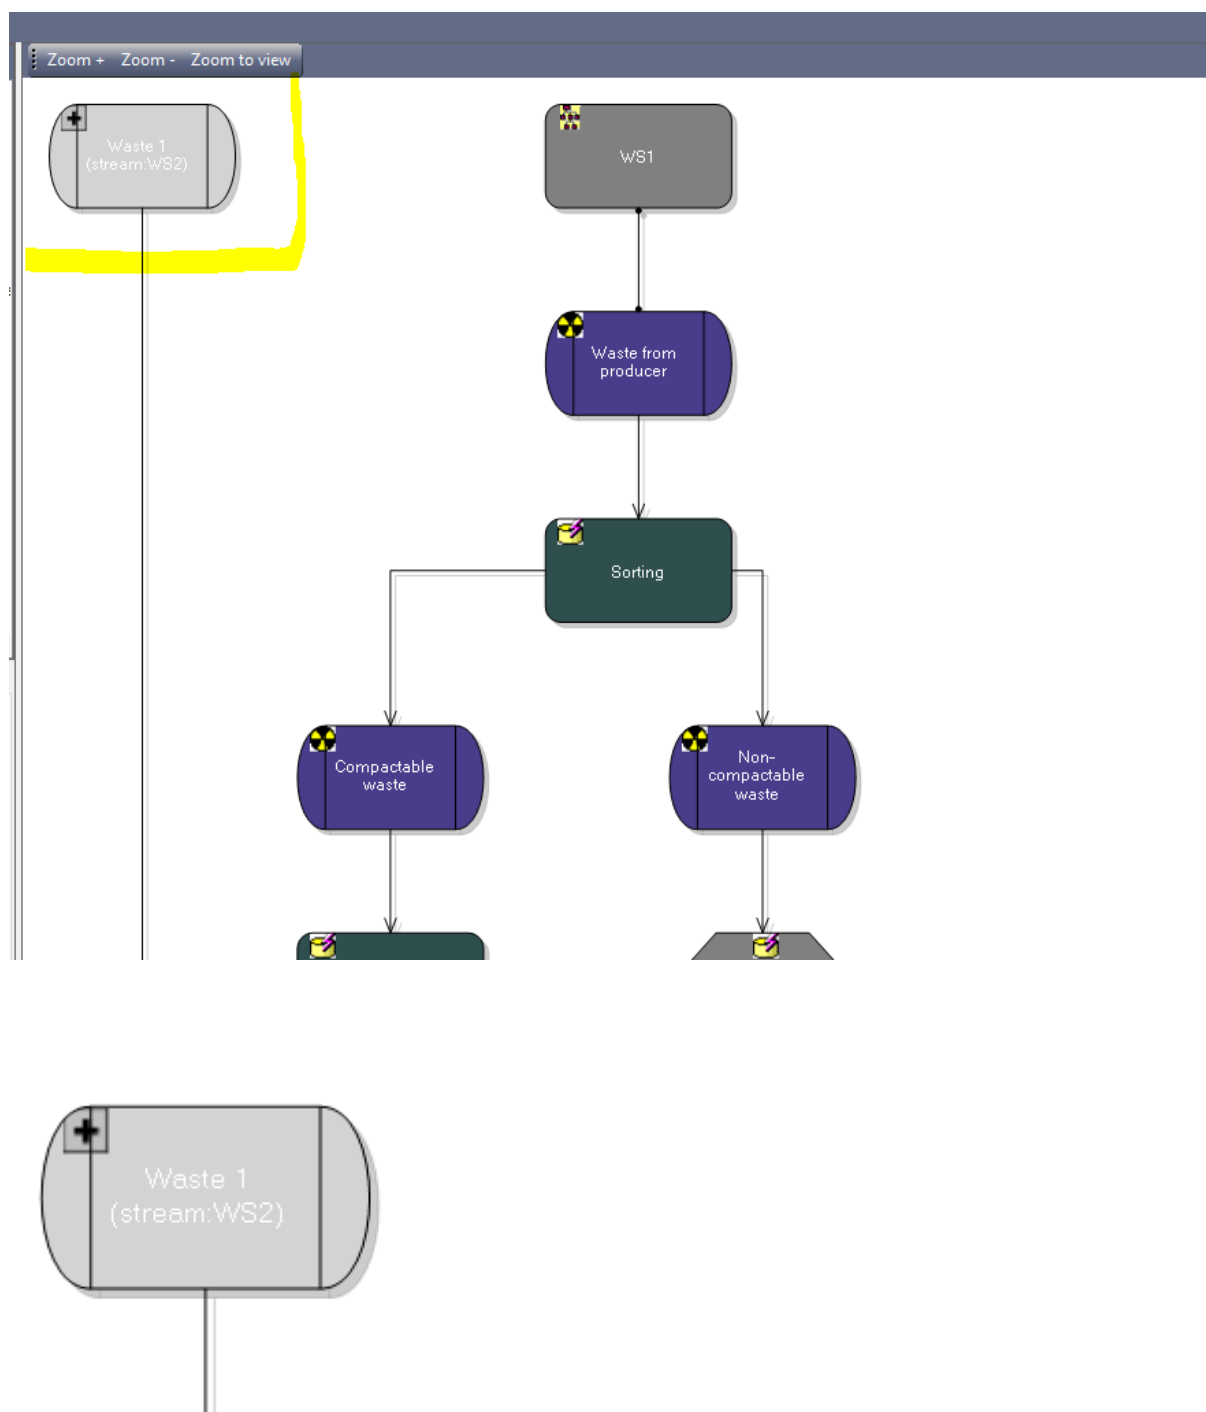 Zoom + Zoom - Zoom to view
Waste 1
(stream:WS2)
WS1
Waste from
producer
Sorting
Compactable
waste
Non-
compactable
waste
Waste 1
(stream:WS2)